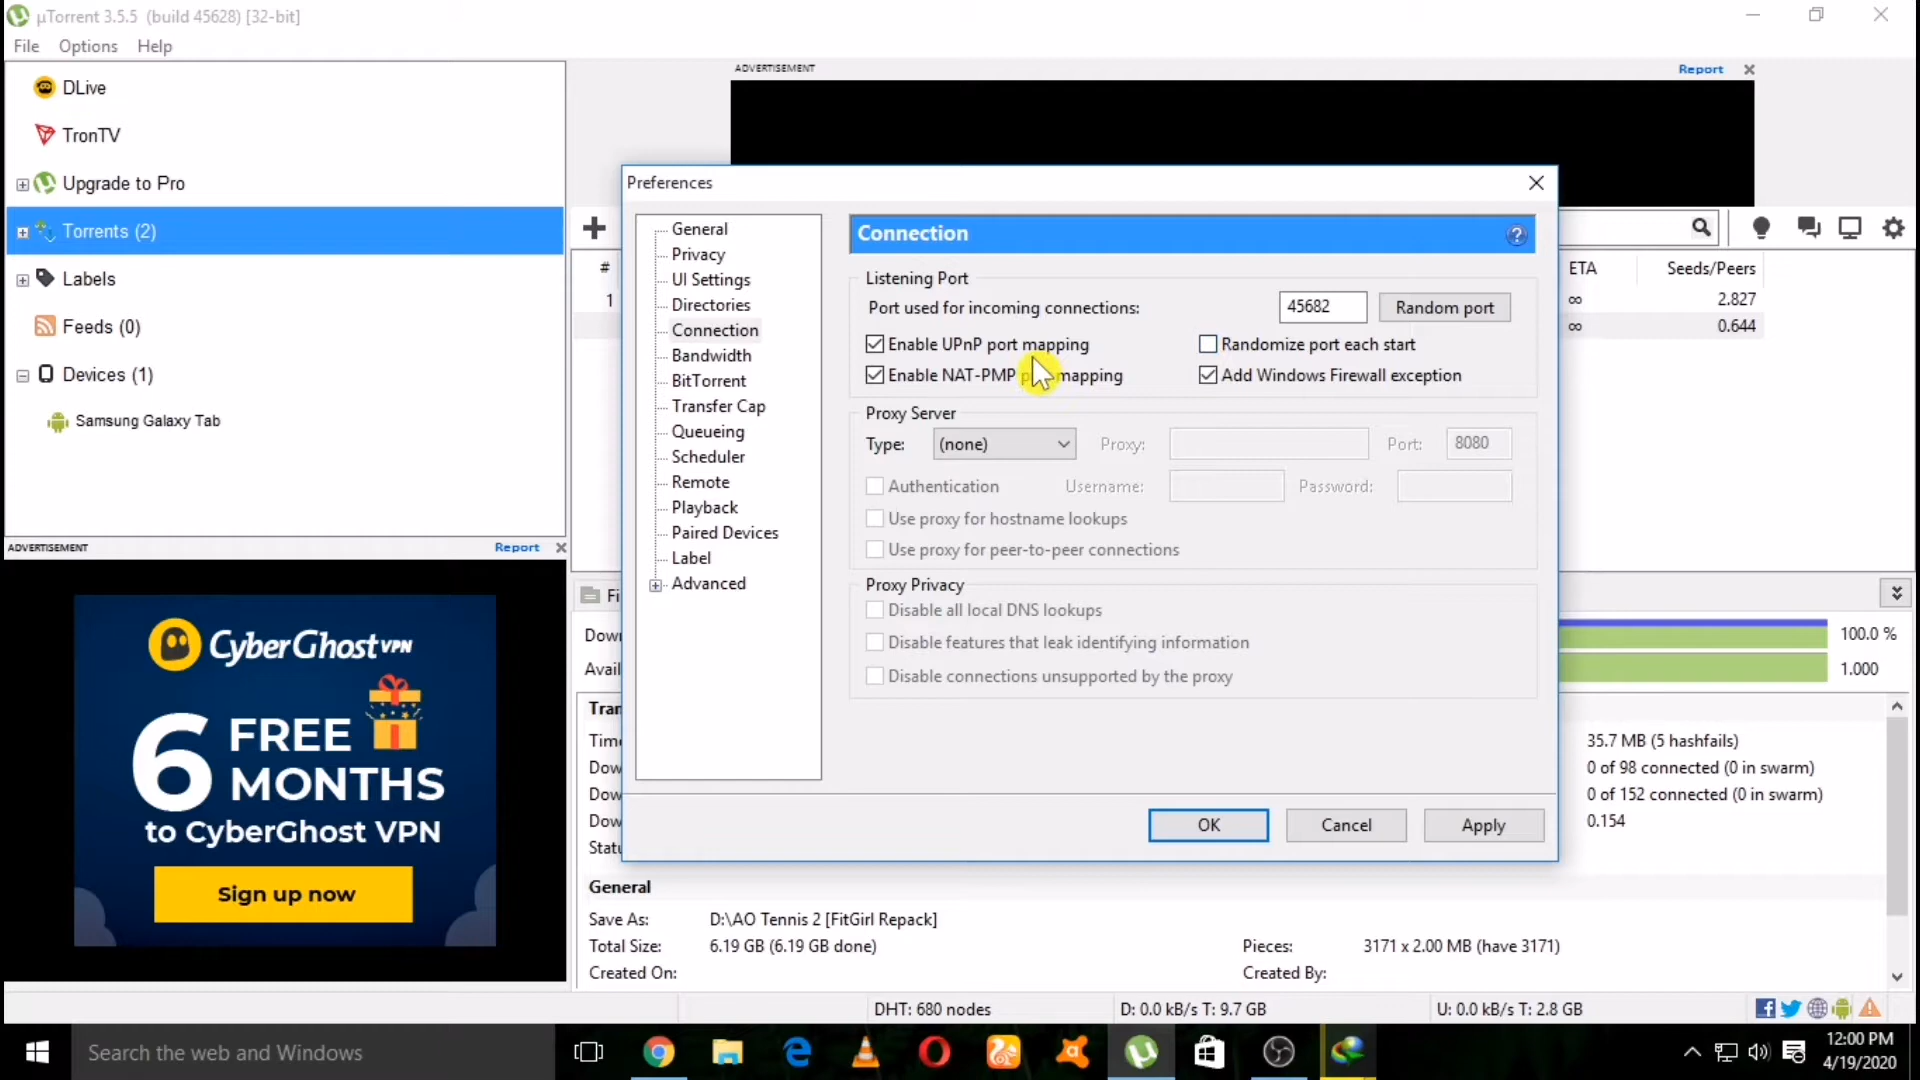 µTorrent 3.5.5 (build 45628) [32-bit]
File Options Help
DLive
TronTV
Upgrade to Pro
Torrents (2)
Labels
Feeds (0)
Devices (1)
Samsung Galaxy Tab
ADVERTISEMENT Report
CyberGhost VPN
6 FREE MONTHS
to CyberGhost VPN
Sign up now
ADVERTISEMENT Report
Preferences
General
Privacy
UI Settings
Directories
Connection
Bandwidth
BitTorrent
Transfer Cap
Queueing
Scheduler
Remote
Playback
Paired Devices
Label
Advanced
Connection
Listening Port
Port used for incoming connections: 45682 Random port
Enable UPnP port mapping Randomize port each start
Enable NAT-PMP mapping Add Windows Firewall exception
Proxy Server
Type: (none) Proxy: Port: 8080
Authentication Username: Password:
Use proxy for hostname lookups
Use proxy for peer-to-peer connections
Proxy Privacy
Disable all local DNS lookups
Disable features that leak identifying information
Disable connections unsupported by the proxy
OK Cancel Apply
# ETA Seeds/Peers
1 ∞ 2.827
∞ 0.644
100.0 %
1.000
35.7 MB (5 hashfails)
0 of 98 connected (0 in swarm)
0 of 152 connected (0 in swarm)
0.154
General
Save As: D:\AO Tennis 2 [FitGirl Repack]
Total Size: 6.19 GB (6.19 GB done) Pieces: 3171 x 2.00 MB (have 3171)
Created On: Created By:
DHT: 680 nodes D: 0.0 kB/s T: 9.7 GB U: 0.0 kB/s T: 2.8 GB
Search the web and Windows
12:00 PM
4/19/2020